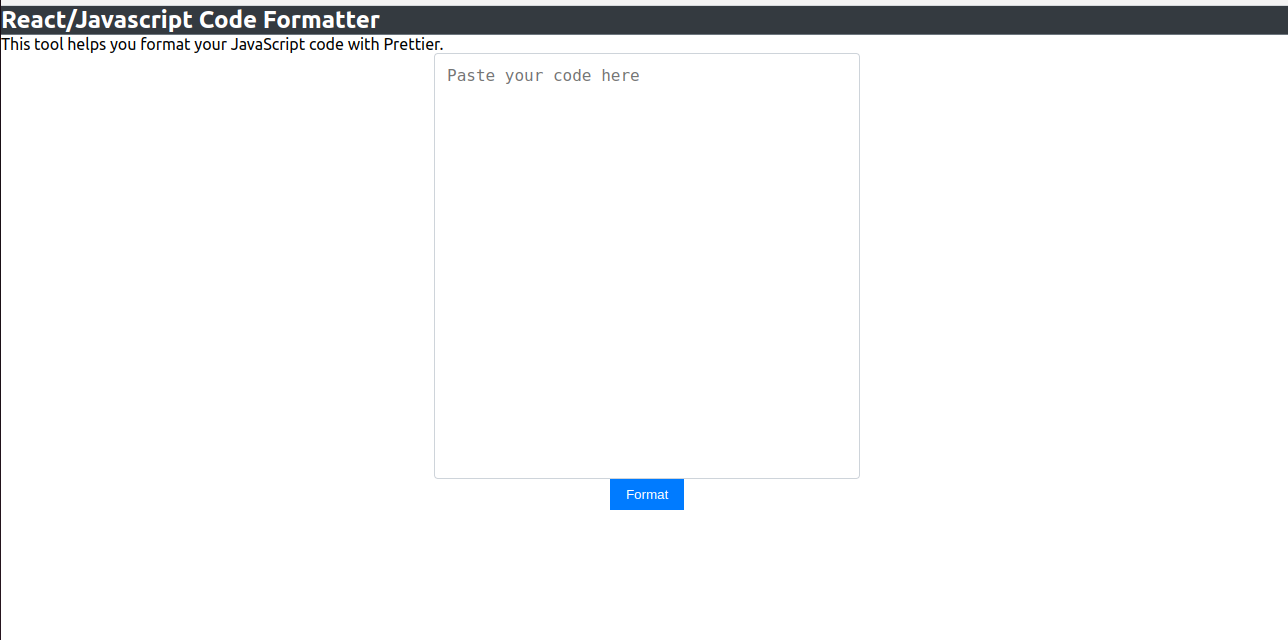 React/Javascript Code Formatter
This tool helps you format your JavaScript code with Prettier.
Paste your code here
Format